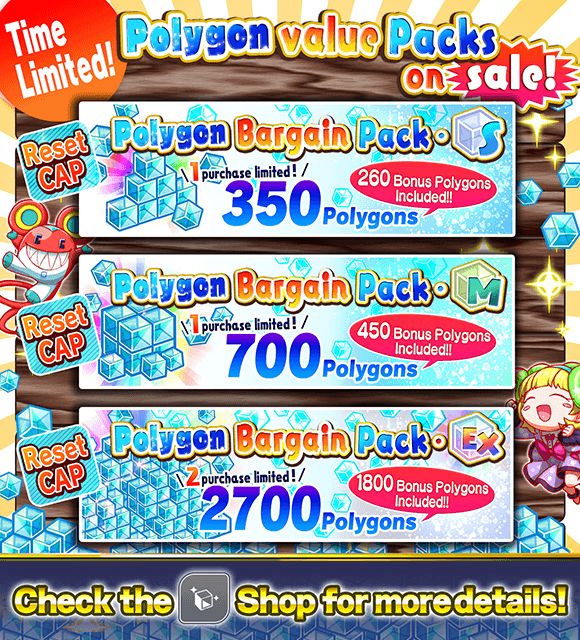 Time
Limited!
Polygon value Packs
on sale!
Reset
CAP
Polygon Bargain Pack・S
1 purchase limited!
350 Polygons
260 Bonus Polygons
Included!!
Reset
CAP
Polygon Bargain Pack・M
1 purchase limited!
700 Polygons
450 Bonus Polygons
Included!!
Reset
CAP
Polygon Bargain Pack・Ex
2 purchase limited!
2700 Polygons
1800 Bonus Polygons
Included!!
Check the Shop for more details!